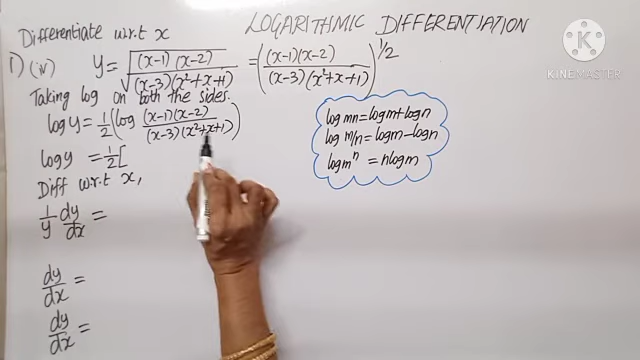 LOGARITHMIC DIFFERENTIATION
Differentiate w.r.t x
1) (iv) y = √((x-1)(x-2) / (x-3)(x²+x+1)) = ((x-1)(x-2) / (x-3)(x²+x+1))^1/2
Taking log on both the sides.
log y = 1/2 (log (x-1)(x-2) / (x-3)(x²+x+1))
log y = 1/2 [
Diff w.r.t x,
1/y dy/dx =
dy/dx =
dy/dx =
log mn = log m + log n
log m/n = log m - log n
log mⁿ = n log m
K
KINEMASTER